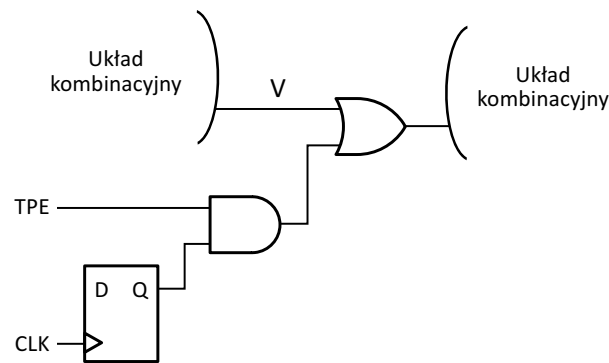 Układ
kombinacyjny
V
Układ
kombinacyjny
TPE
D Q
CLK